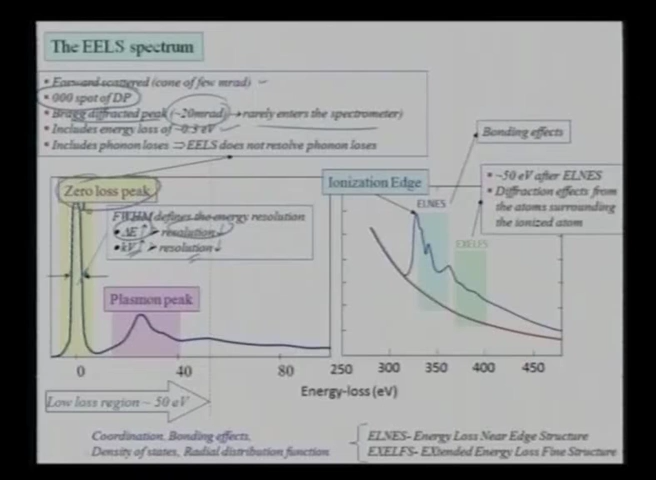 The EELS spectrum
• Forward scattered (cone of few mrad)
• 000 spot of DP
• Bragg diffracted peak (~20mrad) → rarely enters the spectrometer)
• Includes energy loss of ~0.3 eV
• Includes phonon loses ⇒ EELS does not resolve phonon loses
Bonding effects
Zero loss peak
Ionization Edge
• ~50 eV after ELNES
• Diffraction effects from
the atoms surrounding
the ionized atom
ELNES
EXELFS
FWHM defines the energy
resolution
• ΔE↑ ⇒ resolution↓
• kV↑ ⇒ resolution↓
Plasmon peak
0 40 80 250 300 350 400 450
Energy-loss (eV)
Low loss region ~ 50 eV
Coordination, Bonding effects,
Density of states, Radial distribution function
ELNES- Energy Loss Near Edge Structure
EXELFS- EXtended Energy Loss Fine Structure